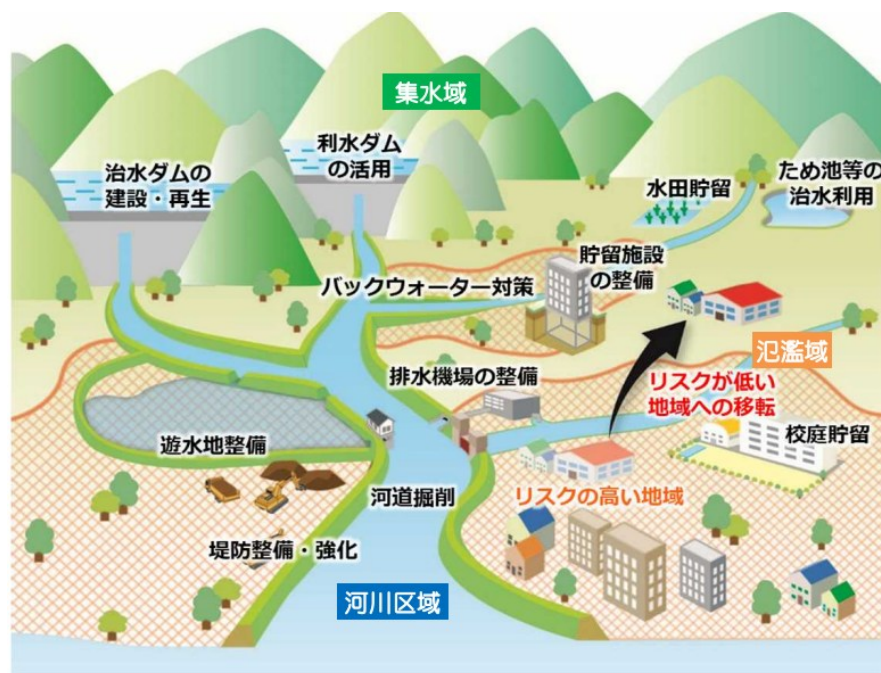 集水域
利水ダム
の活用
治水ダムの
建設・再生
水田貯留
ため池等の
治水利用
貯留施設
の整備
バックウォーター対策
氾濫域
排水機場の整備
リスクが低い
地域への移転
校庭貯留
遊水地整備
リスクの高い地域
河道掘削
堤防整備・強化
河川区域